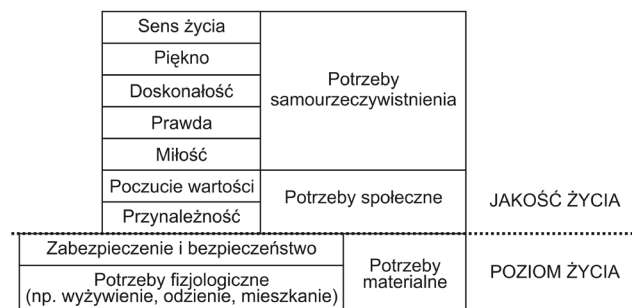 Sens życia
Piękno
Doskonałość
Prawda
Miłość
Potrzeby
samourzeczywistnienia
Poczucie wartości
Przynależność
Potrzeby społeczne
JAKOŚĆ ŻYCIA
Zabezpieczenie i bezpieczeństwo
Potrzeby fizjologiczne
(np. wyżywienie, odzienie, mieszkanie)
Potrzeby
materialne
POZIOM ŻYCIA